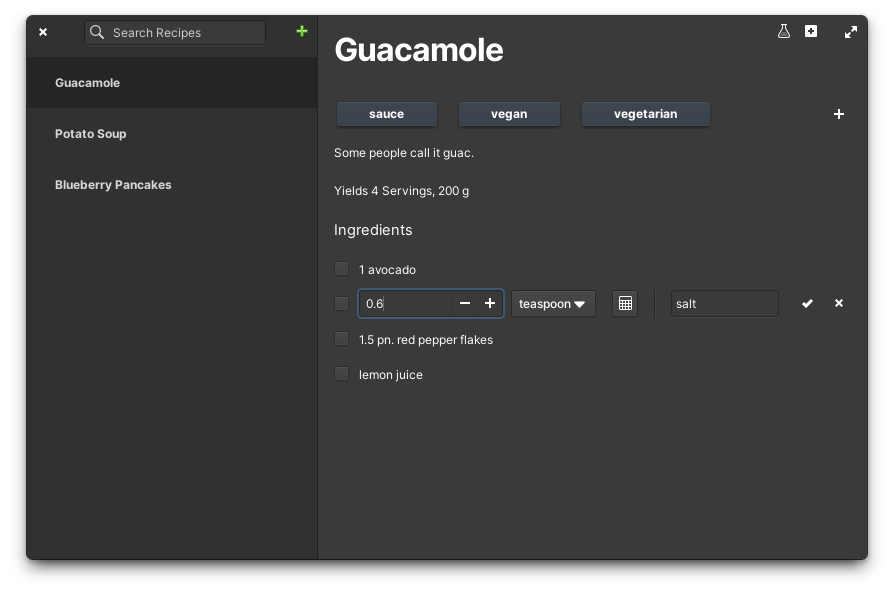 Search Recipes
Guacamole
Potato Soup
Blueberry Pancakes
Guacamole
sauce vegan vegetarian
Some people call it guac.
Yields 4 Servings, 200 g
Ingredients
1 avocado
0.6 teaspoon salt
1.5 pn. red pepper flakes
lemon juice